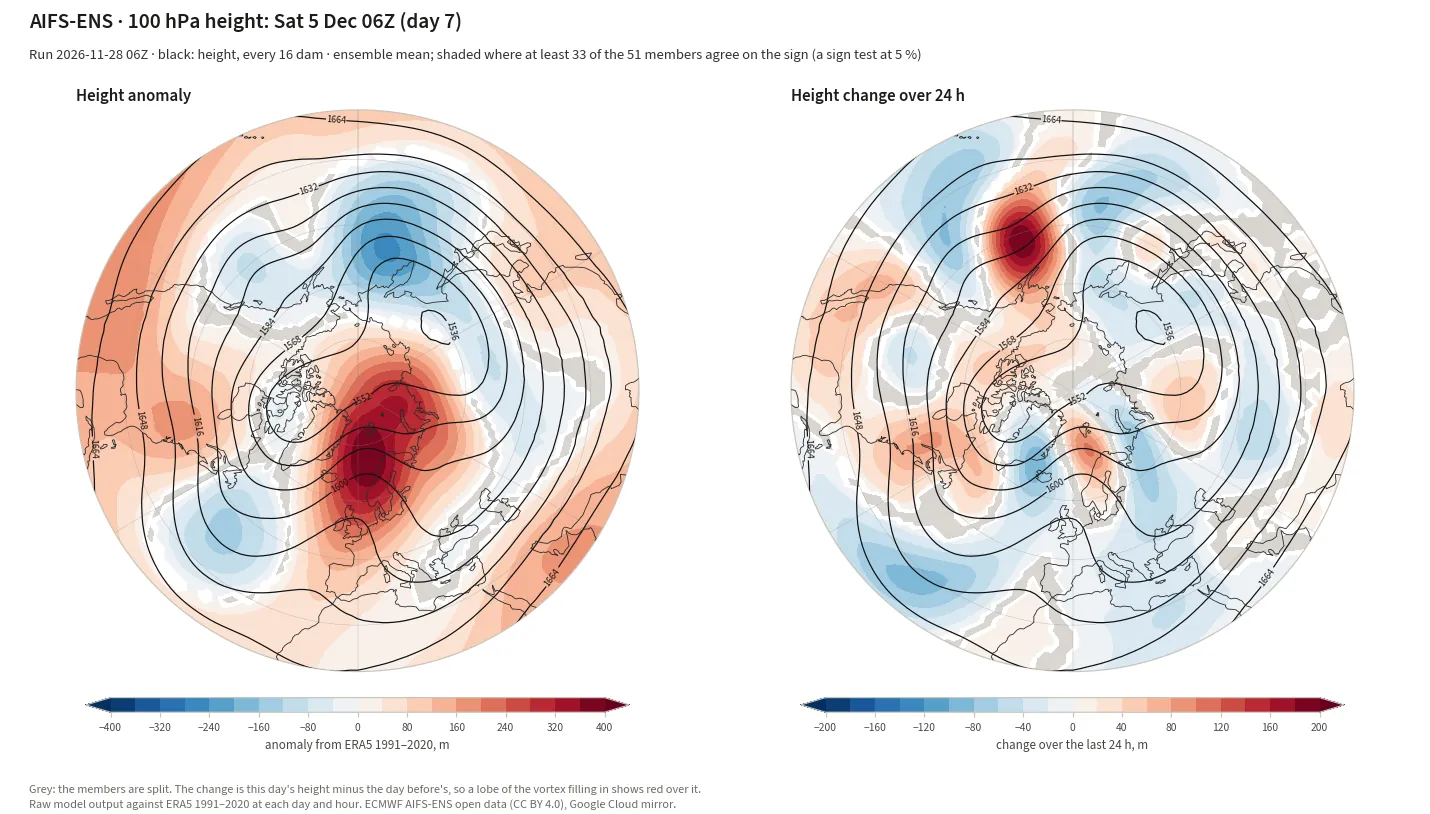 AIFS-ENS · 100 hPa height: Sat 5 Dec 06Z (day 7)
Run 2026-11-28 06Z · black: height, every 16 dam · ensemble mean; shaded where at least 33 of the 51 members agree on the sign (a sign test at 5 %)
Height anomaly
Height change over 24 h
1664
1632
1584
1568
1536
1552
1648
1616
1664
1600
1664
1664
1632
1584
1568
1536
1552
1648
1616
1664
1600
1664
−400 −320 −240 −160 −80 0 80 160 240 320 400
anomaly from ERA5 1991–2020, m
−200 −160 −120 −80 −40 0 40 80 120 160 200
change over the last 24 h, m
Grey: the members are split. The change is this day's height minus the day before's, so a lobe of the vortex filling in shows red over it.
Raw model output against ERA5 1991–2020 at each day and hour. ECMWF AIFS-ENS open data (CC BY 4.0), Google Cloud mirror.